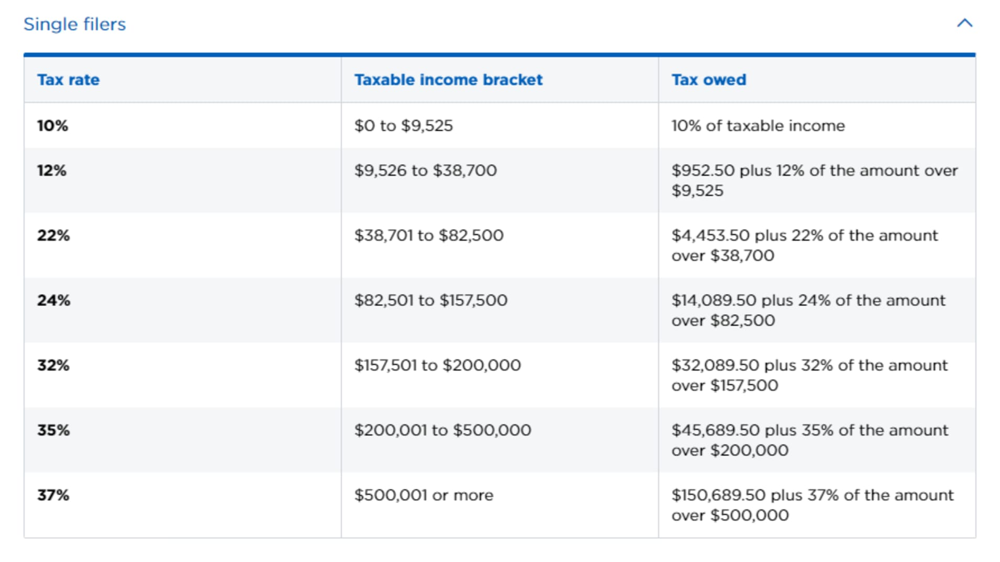 Single filers
Tax rate
Taxable income bracket
Tax owed
10%
$0 to $9,525
10% of taxable income
12%
$9,526 to $38,700
$952.50 plus 12% of the amount over
$9,525
22%
$38,701 to $82,500
$4,453.50 plus 22% of the amount
over $38,700
24%
$82,501 to $157,500
$14,089.50 plus 24% of the amount
over $82,500
32%
$157,501 to $200,000
$32,089.50 plus 32% of the amount
over $157,500
35%
$200,001 to $500,000
$45,689.50 plus 35% of the amount
over $200,000
37%
$500,001 or more
$150,689.50 plus 37% of the amount
over $500,000